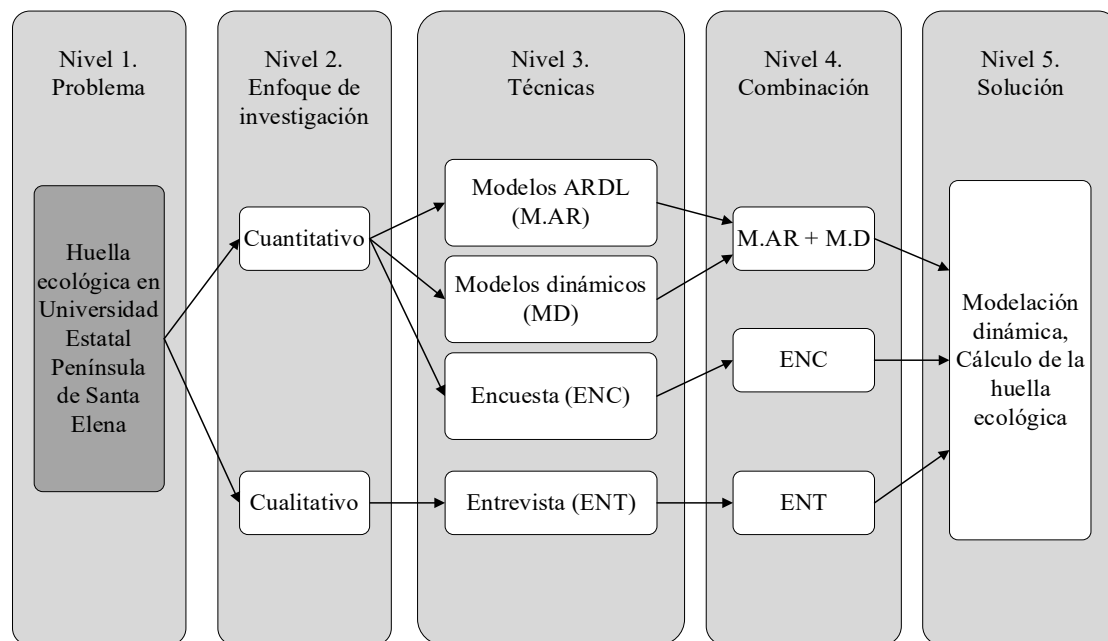 Nivel 1.
Problema
Huella
ecológica en
Universidad
Estatal
Península
de Santa
Elena
Nivel 2.
Enfoque de
investigación
Cuantitativo
Cualitativo
Nivel 3.
Técnicas
Modelos ARDL
(M.AR)
Modelos dinámicos
(MD)
Encuesta (ENC)
Entrevista (ENT)
Nivel 4.
Combinación
M.AR + M.D
ENC
ENT
Nivel 5.
Solución
Modelación
dinámica,
Cálculo de la
huella
ecológica